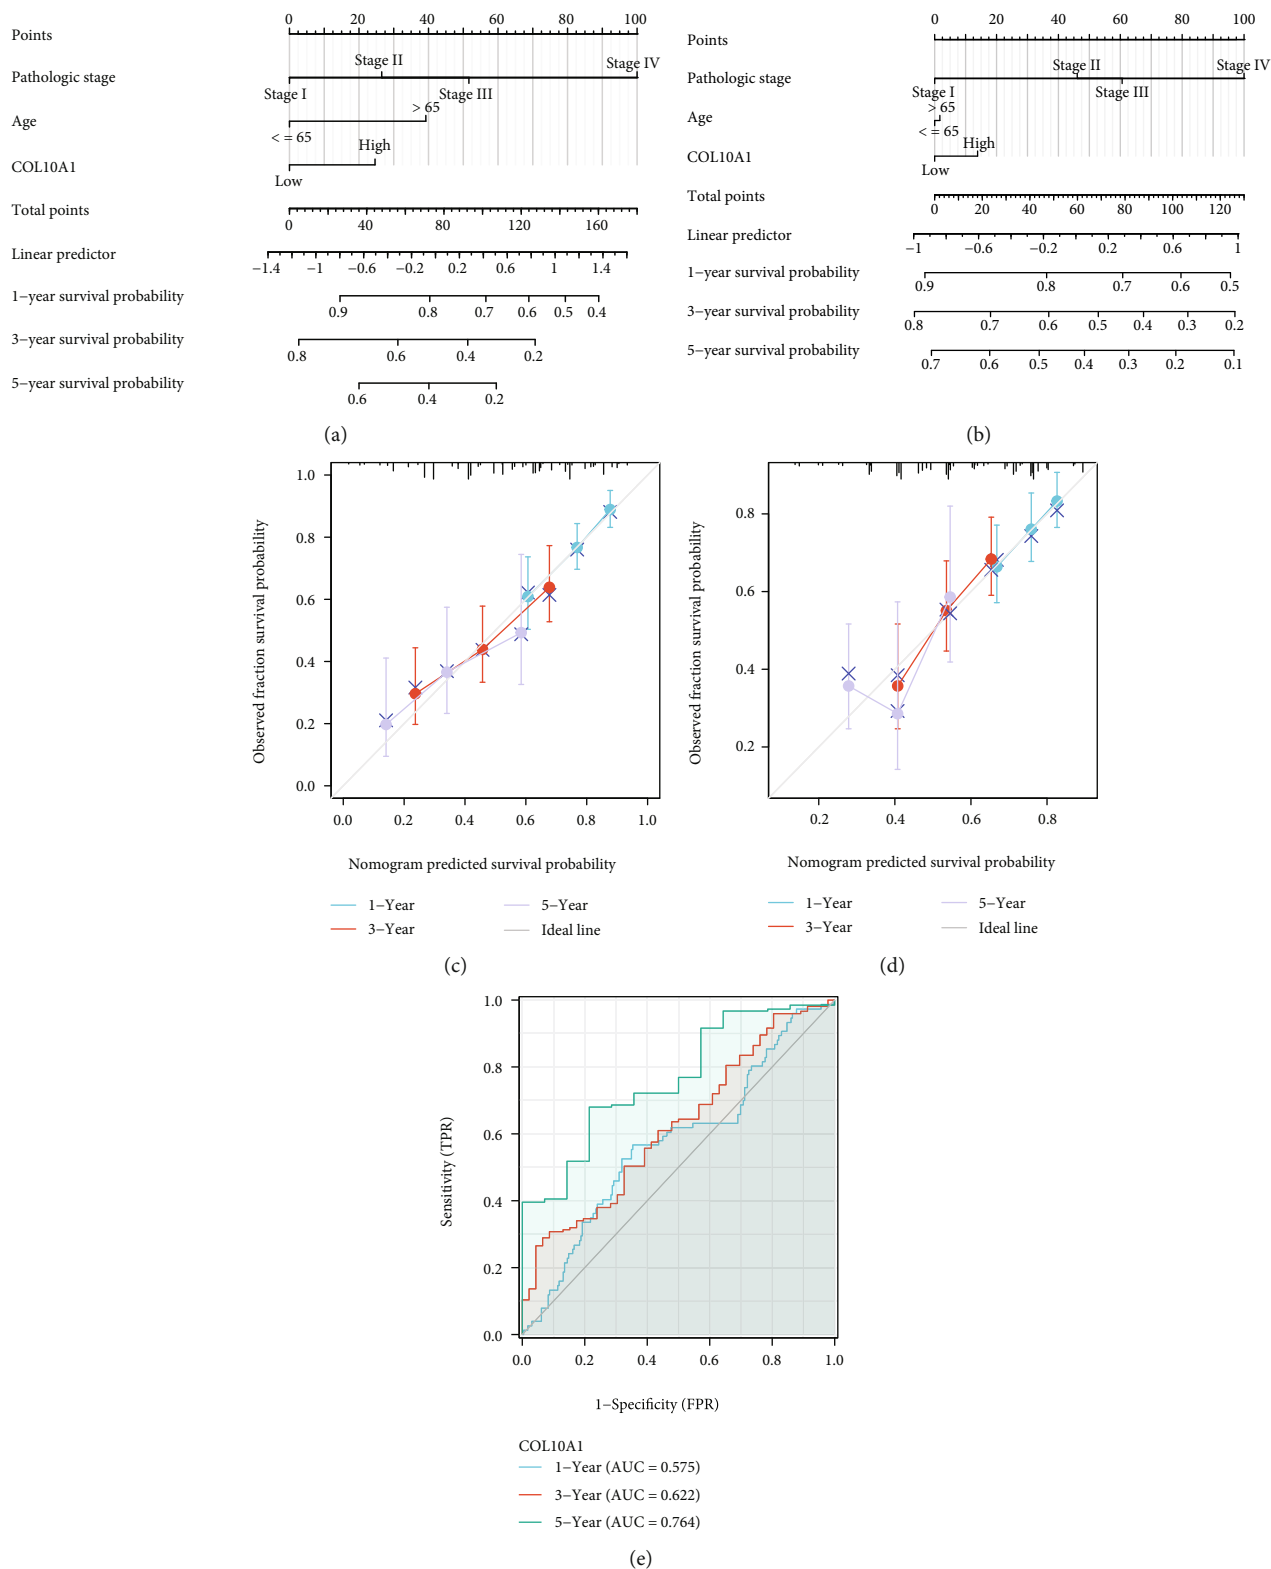 Points
0 20 40 60 80 100
Pathologic stage
Stage II
Stage IV
Stage I
Stage III
Age
> 65
< = 65
COL10A1
High
Low
Total points
0 40 80 120 160
Linear predictor
−1.4 −1 −0.6 −0.2 0.2 0.6 1 1.4
1−year survival probability
0.9 0.8 0.7 0.6 0.5 0.4
3−year survival probability
0.8 0.6 0.4 0.2
5−year survival probability
0.6 0.4 0.2
(a)
Points
0 20 40 60 80 100
Pathologic stage
Stage II
Stage IV
Stage I
Stage III
Age
> 65
< = 65
COL10A1
High
Low
Total points
0 20 40 60 80 100 120
Linear predictor
−1 −0.6 −0.2 0.2 0.6 1
1−year survival probability
0.9 0.8 0.7 0.6 0.5
3−year survival probability
0.8 0.7 0.6 0.5 0.4 0.3 0.2
5−year survival probability
0.7 0.6 0.5 0.4 0.3 0.2 0.1
(b)
Observed fraction survival probability
1.0
0.8
0.6
0.4
0.2
0.0
0.0 0.2 0.4 0.6 0.8 1.0
Nomogram predicted survival probability
1−Year
3−Year
5−Year
Ideal line
(c)
Observed fraction survival probability
0.8
0.6
0.4
0.2
0.2 0.4 0.6 0.8
Nomogram predicted survival probability
1−Year
3−Year
5−Year
Ideal line
(d)
Sensitivity (TPR)
1.0
0.8
0.6
0.4
0.2
0.0
0.0 0.2 0.4 0.6 0.8 1.0
1−Specificity (FPR)
COL10A1
1−Year (AUC = 0.575)
3−Year (AUC = 0.622)
5−Year (AUC = 0.764)
(e)